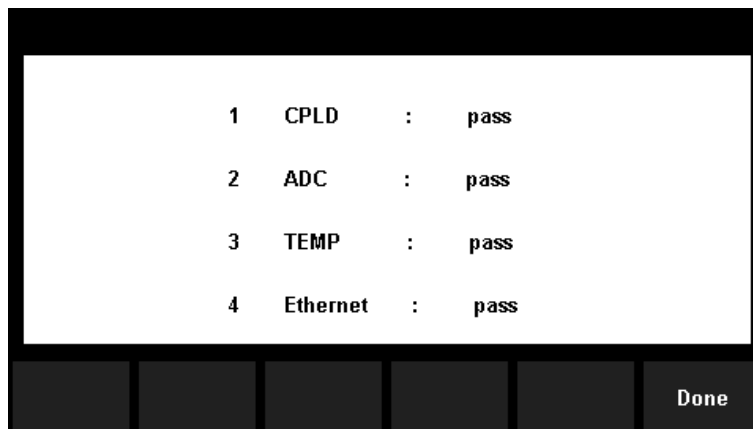 1 CPLD : pass
2 ADC : pass
3 TEMP : pass
4 Ethernet : pass
Done